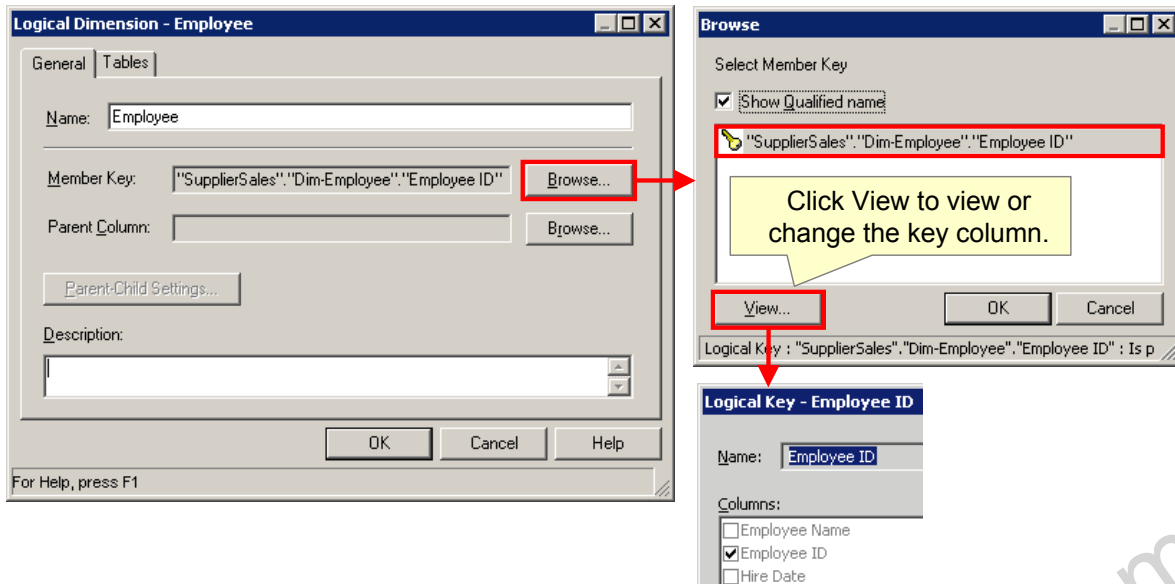 Logical Dimension - Employee
General Tables
Name: Employee
Member Key: "SupplierSales"."Dim-Employee"."Employee ID" Browse...
Parent Column: Browse...
Parent-Child Settings...
Description:
OK Cancel Help
For Help, press F1
Browse
Select Member Key
Show Qualified name
"SupplierSales"."Dim-Employee"."Employee ID"
Click View to view or
change the key column.
View... OK Cancel
Logical Key : "SupplierSales"."Dim-Employee"."Employee ID" : Is p
Logical Key - Employee ID
Name: Employee ID
Columns:
Employee Name
Employee ID
Hire Date